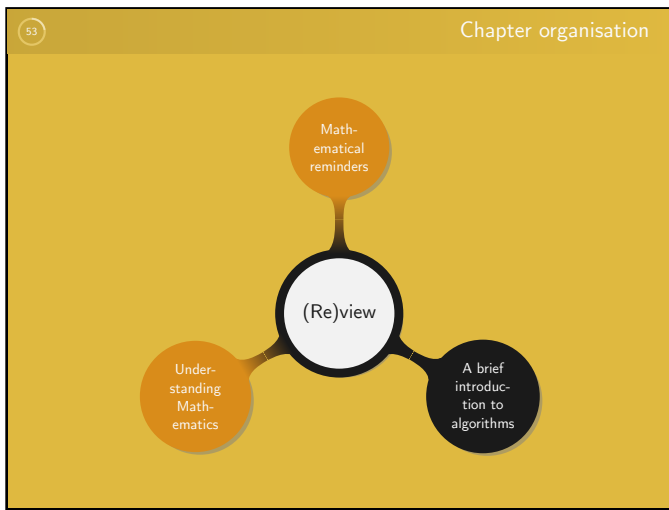 53
Chapter organisation
Math-
ematical
reminders
(Re)view
Under-
standing
Math-
ematics
A brief
introduc-
tion to
algorithms